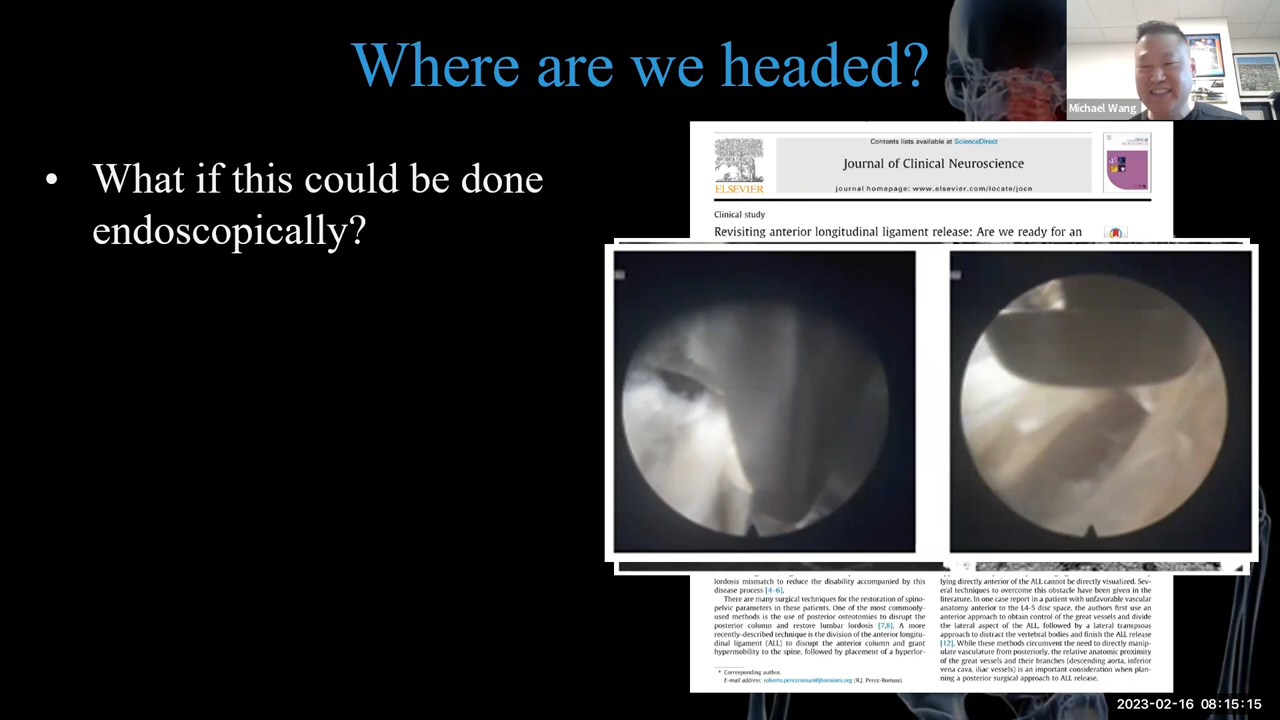 Where are we headed?
Michael Wang
• What if this could be done
endoscopically?
Contents lists available at ScienceDirect
Journal of Clinical Neuroscience
journal homepage: www.elsevier.com/locate/jocn
ELSEVIER
Clinical study
Revisiting anterior longitudinal ligament release: Are we ready for an
lordosis mismatch to reduce the disability accompanied by this
disease process [4–6].
There are many surgical techniques for the restoration of spino-
pelvic parameters in these patients. One of the most commonly-
used methods is the use of posterior osteotomies to disrupt the
posterior column and restore lumbar lordosis [7,8]. A more
recently-described technique is the division of the anterior longitu-
dinal ligament (ALL) to disrupt the anterior column and grant
hypermobility to the spine, followed by placement of a hyperlor-
* Corresponding author.
lying directly anterior of the ALL cannot be directly visualized. Sev-
eral techniques to overcome this obstacle have been given in the
literature. In one case report in a patient with unfavorable vascular
anatomy anterior to the L4-5 disc space, the authors first use an
anterior approach to obtain control of the great vessels and divide
the lateral aspect of the ALL, followed by a lateral transpsoas
approach to distract the vertebral bodies and finish the ALL release
[12]. While these methods circumvent the need to directly manip-
ulate vasculature from posteriorly, the relative anatomic proximity
of the great vessels and their branches (descending aorta, inferior
vena cava, iliac vessels) is an important consideration when plan-
ning a posterior surgical approach to ALL release.
E-mail address: (R.J. Perez-Roman).
2023-02-16 08:15:15